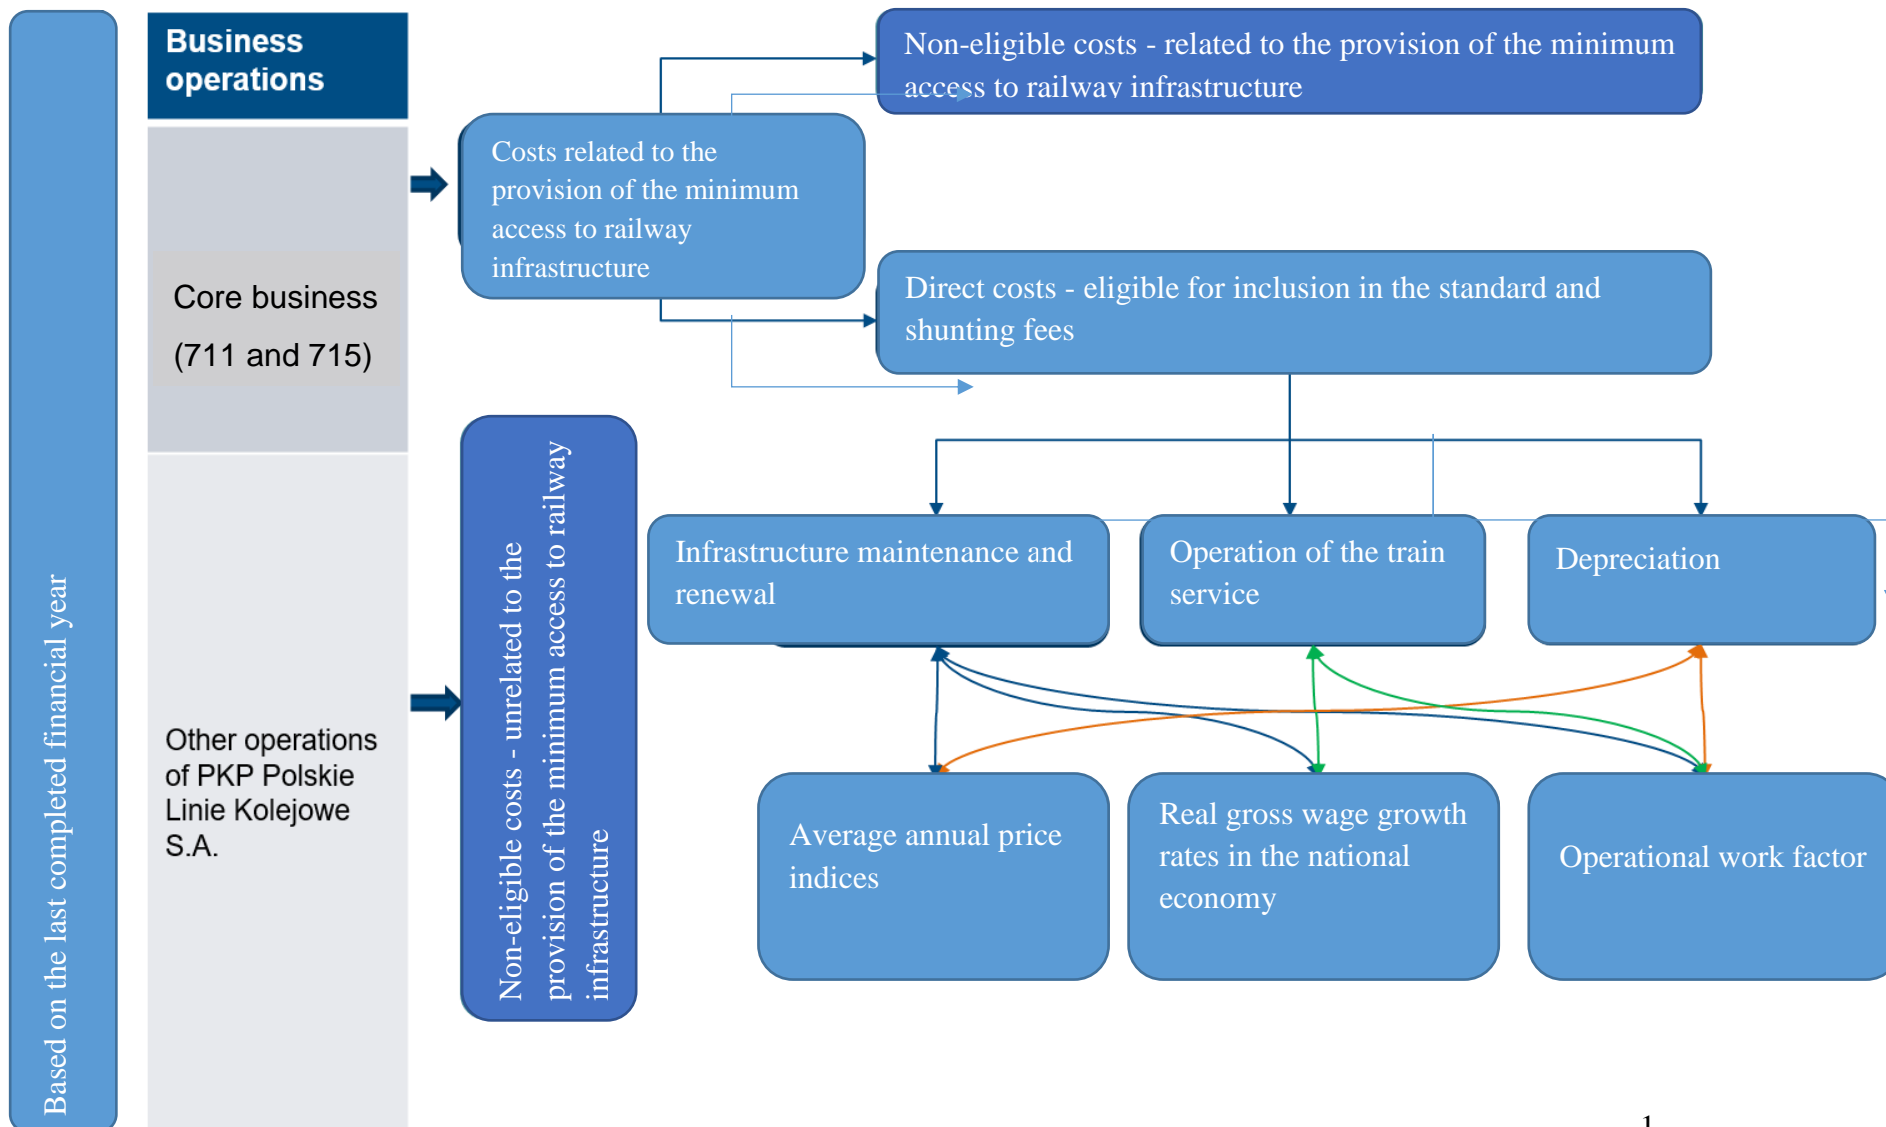 Based on the last completed financial year
Business
operations
Core business
(711 and 715)
Other operations
of PKP Polskie
Linie Kolejowe
S.A.
Costs related to the
provision of the minimum
access to railway
infrastructure
Non-eligible costs - related to the provision of the minimum
access to railway infrastructure
Direct costs - eligible for inclusion in the standard and
shunting fees
Non-eligible costs - unrelated to the
provision of the minimum access to railway
infrastructure
Infrastructure maintenance and
renewal
Operation of the train
service
Depreciation
Average annual price
indices
Real gross wage growth
rates in the national
economy
Operational work factor
1